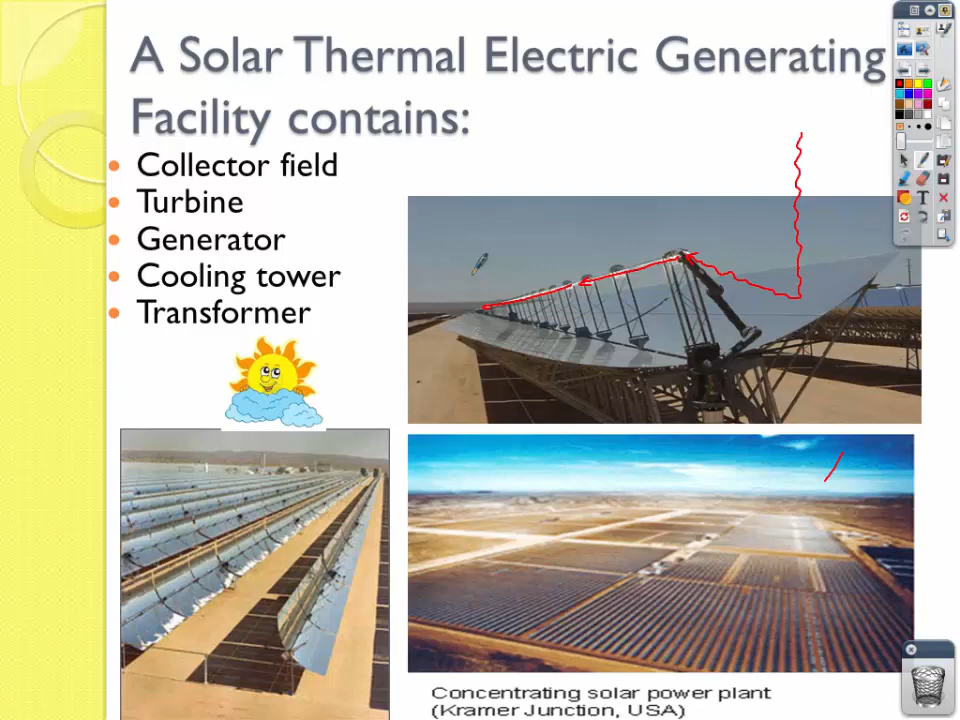 A Solar Thermal Electric Generating
Facility contains:
Collector field
Turbine
Generator
Cooling tower
Transformer
Concentrating solar power plant
(Kramer Junction, USA)